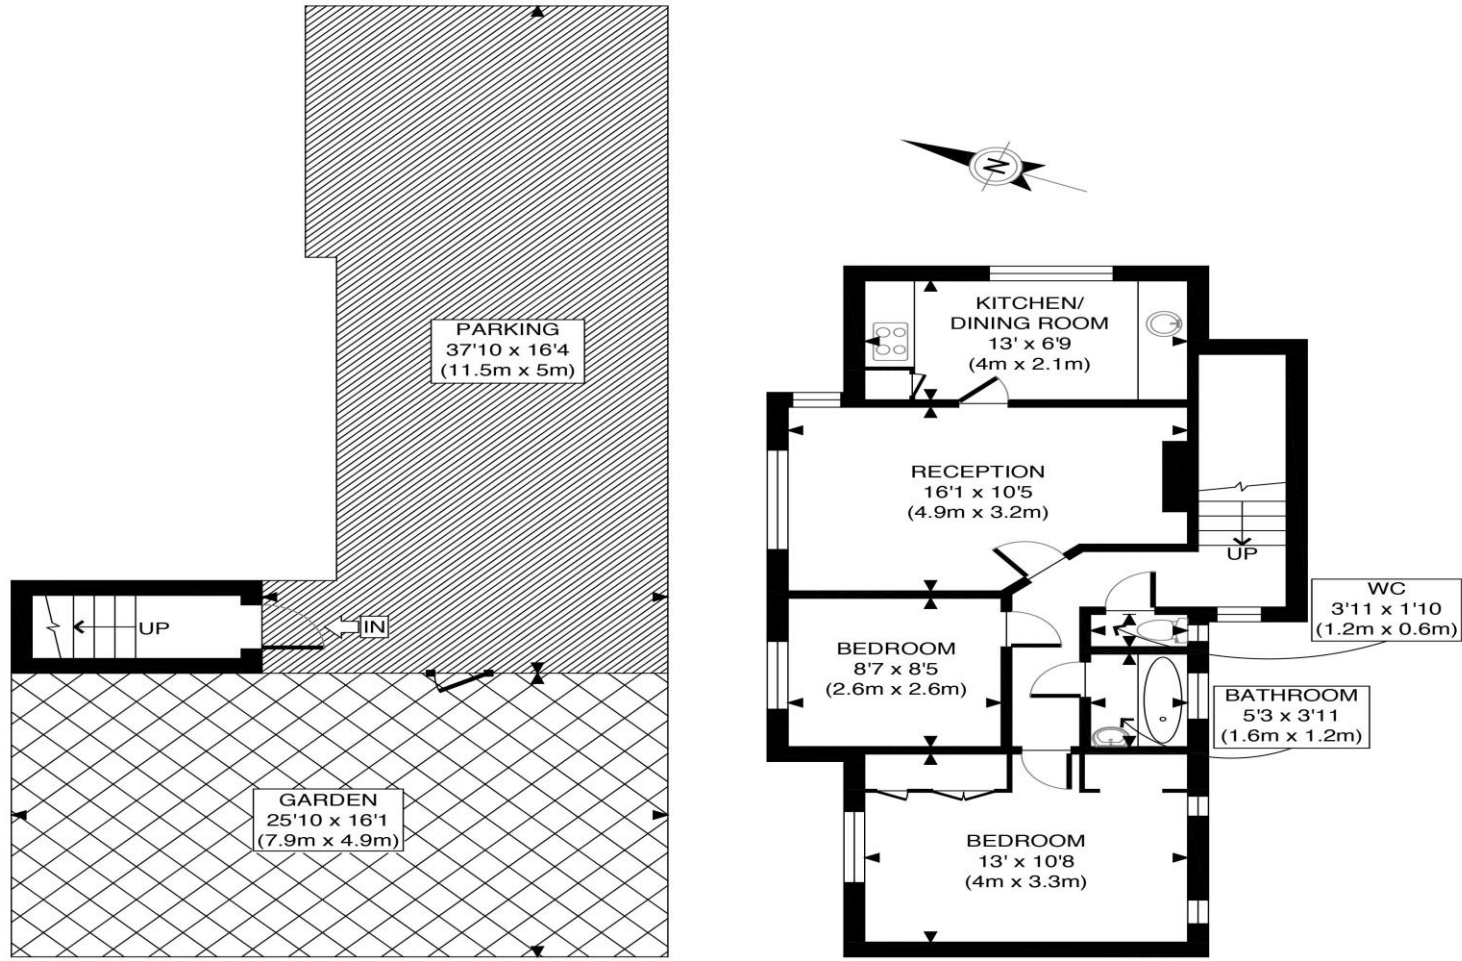 PARKING
37'10 x 16'4
(11.5m x 5m)
UP
IN
GARDEN
25'10 x 16'1
(7.9m x 4.9m)
N
KITCHEN/
DINING ROOM
13' x 6'9
(4m x 2.1m)
RECEPTION
16'1 x 10'5
(4.9m x 3.2m)
UP
WC
3'11 x 1'10
(1.2m x 0.6m)
BEDROOM
8'7 x 8'5
(2.6m x 2.6m)
BATHROOM
5'3 x 3'11
(1.6m x 1.2m)
BEDROOM
13' x 10'8
(4m x 3.3m)